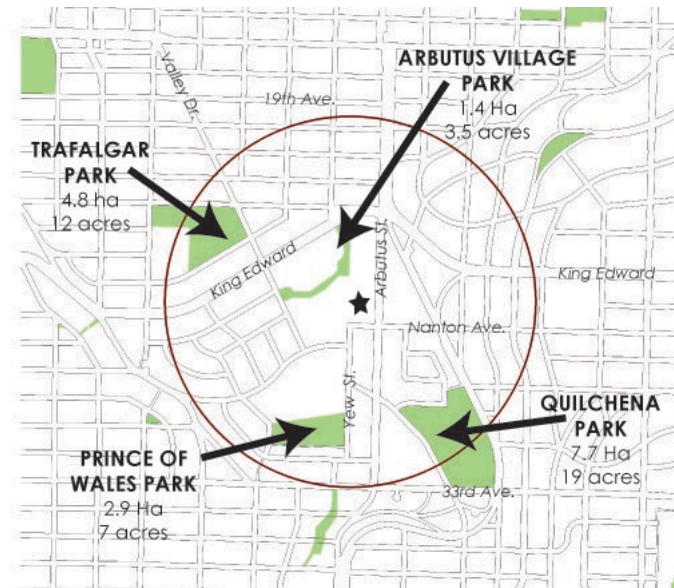 ARBUTUS VILLAGE
PARK
1.4 Ha
3.5 acres
Valley Dr.
19th Ave.
TRAFALGAR
PARK
4.8 ha
12 acres
King Edward
Arbutus St.
King Edward
Nanton Ave.
Yew St.
QUILCHENA
PARK
7.7 Ha
19 acres
PRINCE OF
WALES PARK
2.9 Ha
7 acres
33rd Ave.